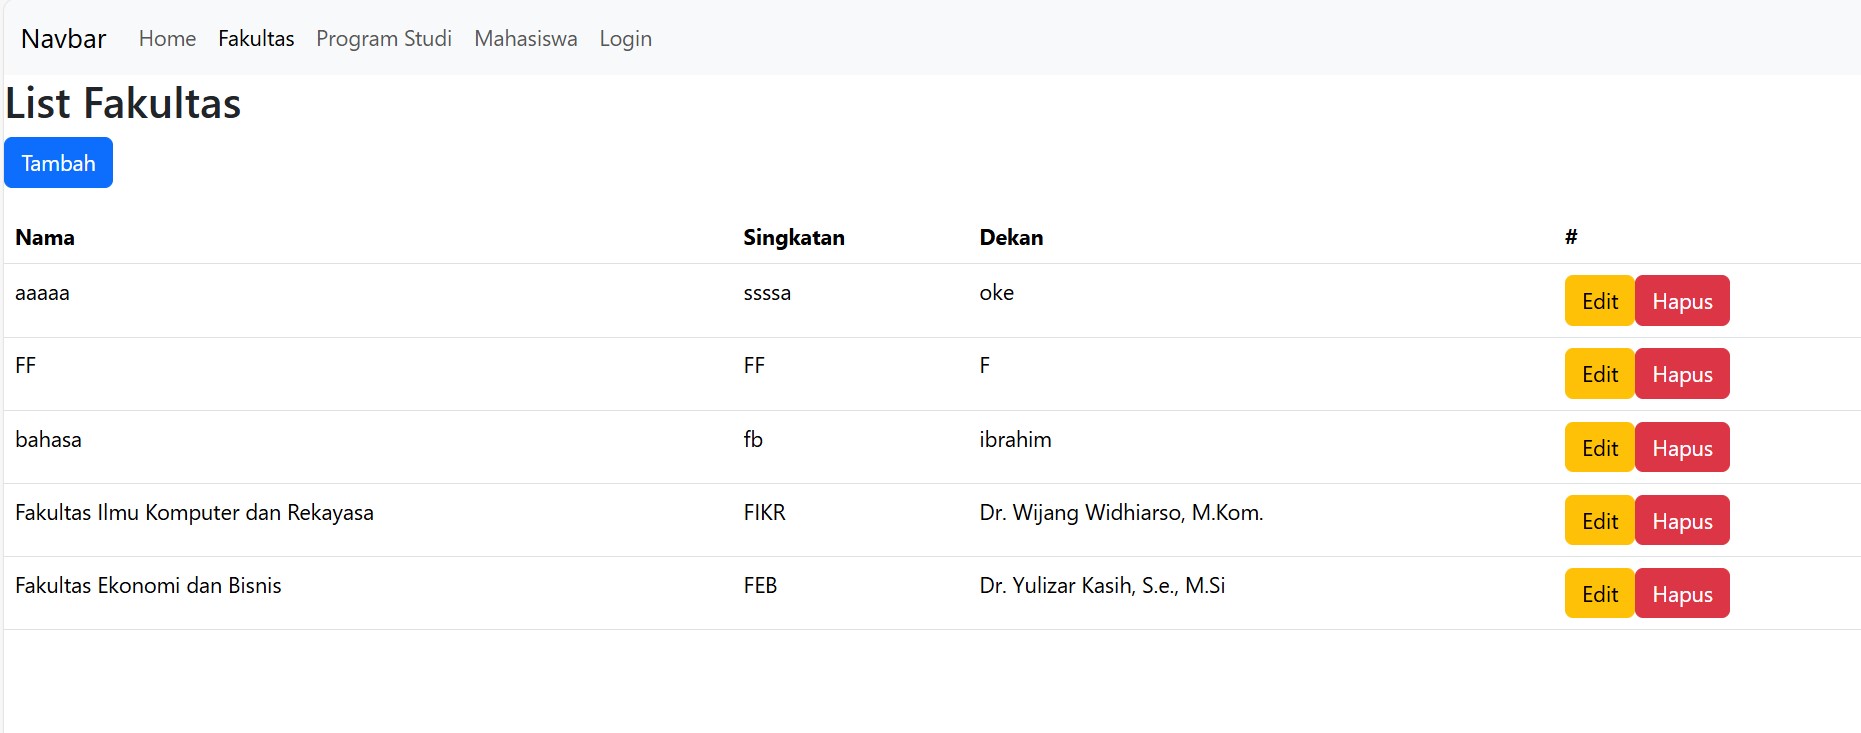 Navbar Home Fakultas Program Studi Mahasiswa Login
List Fakultas
Tambah
Nama Singkatan Dekan #
aaaaa ssssa oke Edit Hapus
FF FF F Edit Hapus
bahasa fb ibrahim Edit Hapus
Fakultas Ilmu Komputer dan Rekayasa FIKR Dr. Wijang Widhiarso, M.Kom. Edit Hapus
Fakultas Ekonomi dan Bisnis FEB Dr. Yulizar Kasih, S.e., M.Si Edit Hapus